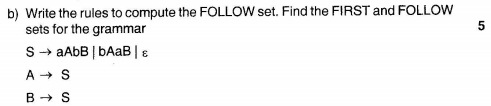 b) Write the rules to compute the FOLLOW set. Find the FIRST and FOLLOW
sets for the grammar 5
S → aAbB | bAaB | ε
A → S
B → S